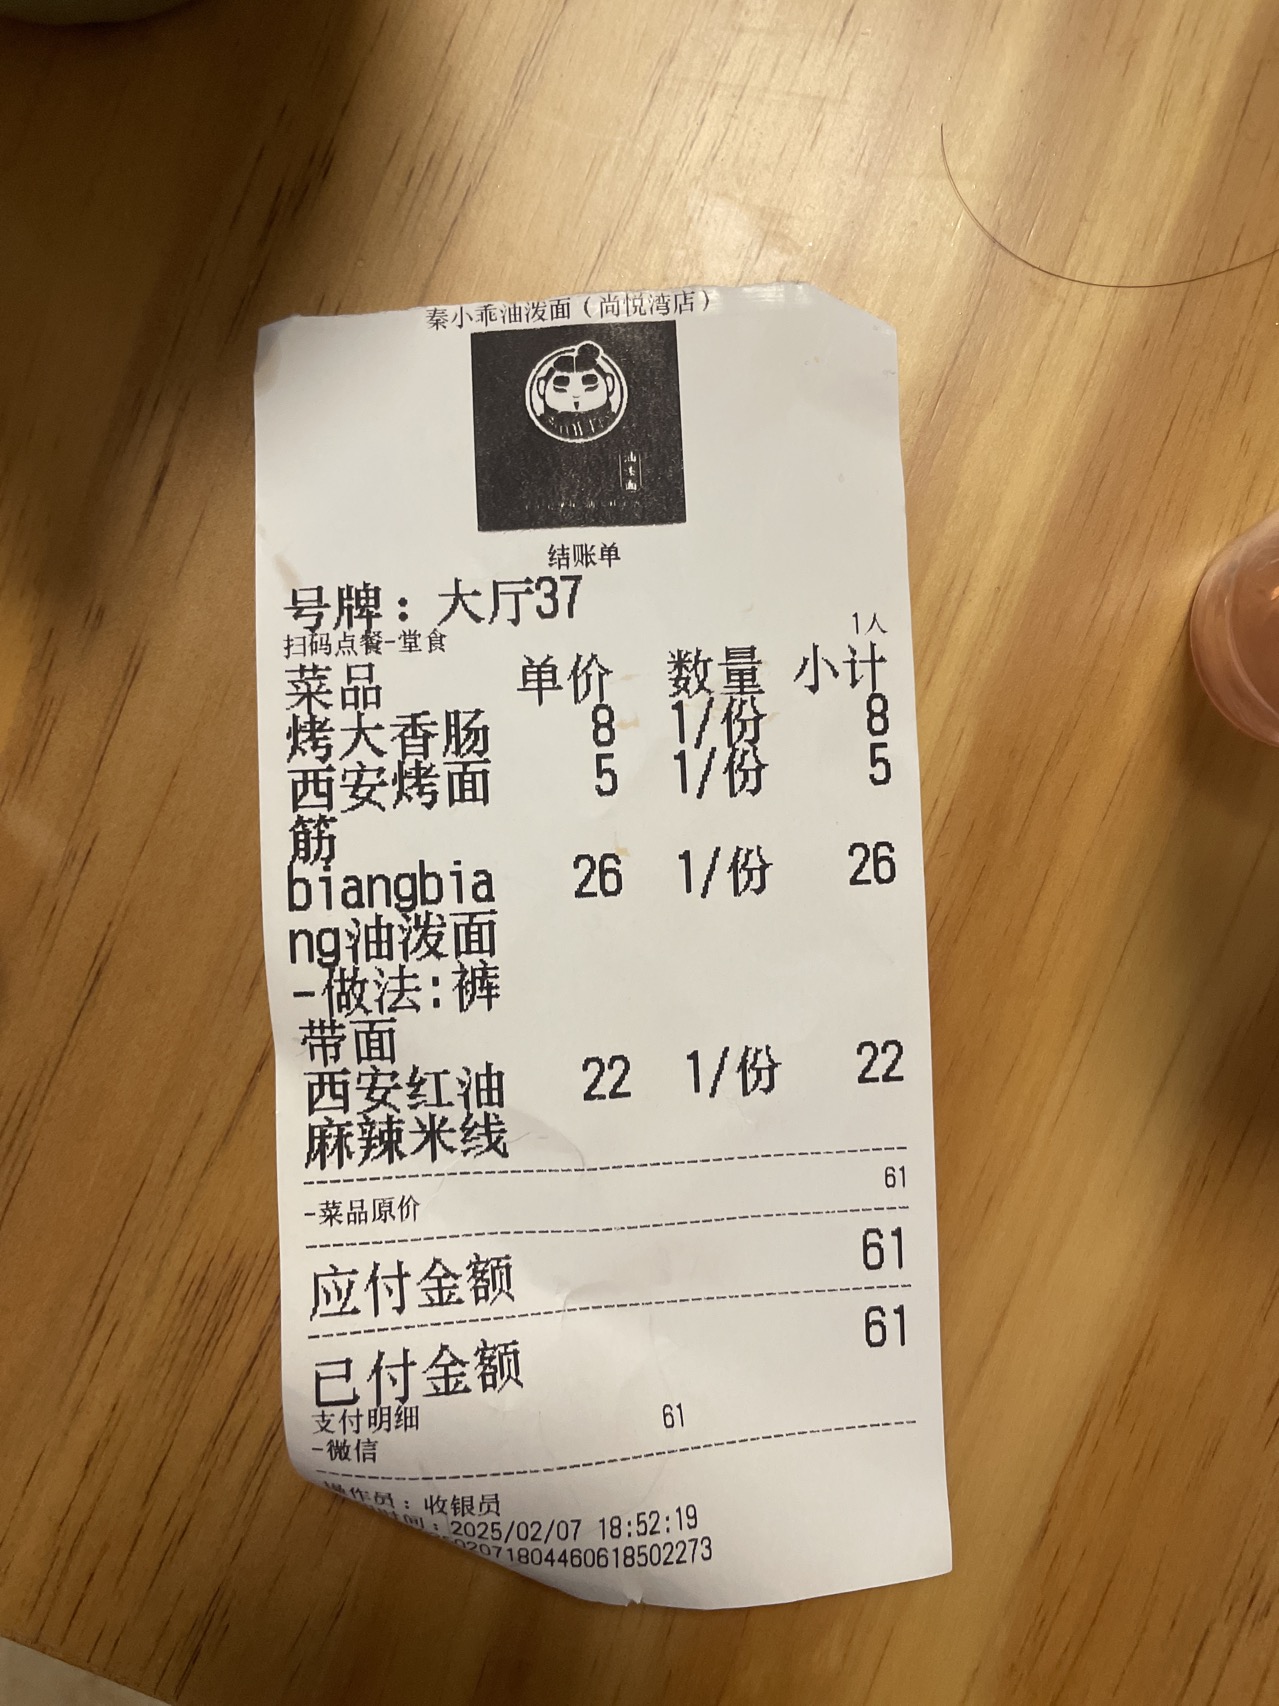 秦小乖油泼面（尚悦湾店）
结账单
号牌：大厅37
扫码点餐-堂食 1人
菜品 单价 数量 小计
烤大香肠 8 1/份 8
西安烤面 5 1/份 5
筋
biangbia 26 1/份 26
ng油泼面
-做法:裤
带面
西安红油 22 1/份 22
麻辣米线
-菜品原价 61
应付金额 61
已付金额 61
支付明细
-微信 61
操作员：收银员
时间：2025/02/07 18:52:19
02071804460618502273